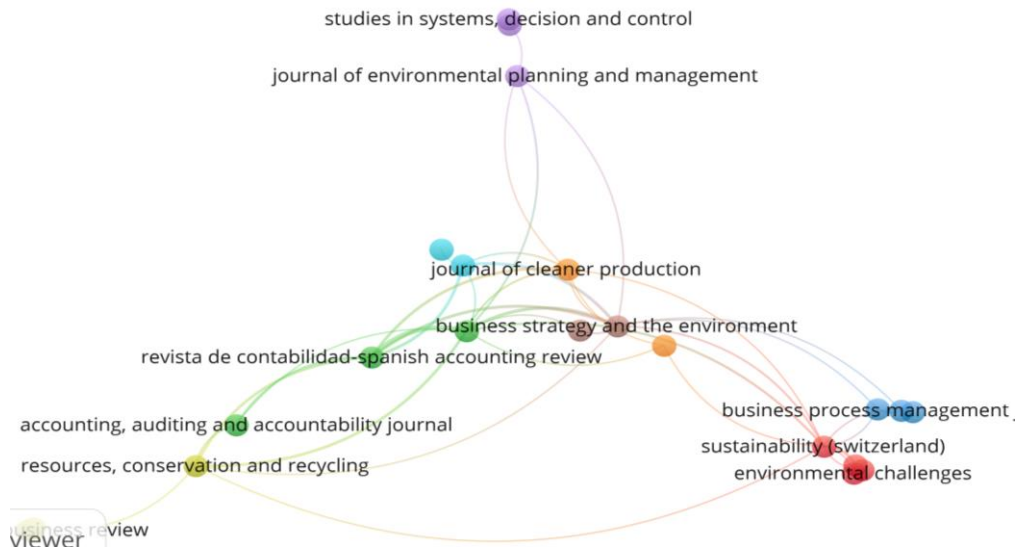 studies in systems, decision and control
journal of environmental planning and management
journal of cleaner production
business strategy and the environment
revista de contabilidad-spanish accounting review
business process management
accounting, auditing and accountability journal
sustainability (switzerland)
resources, conservation and recycling
environmental challenges
business review
viewer